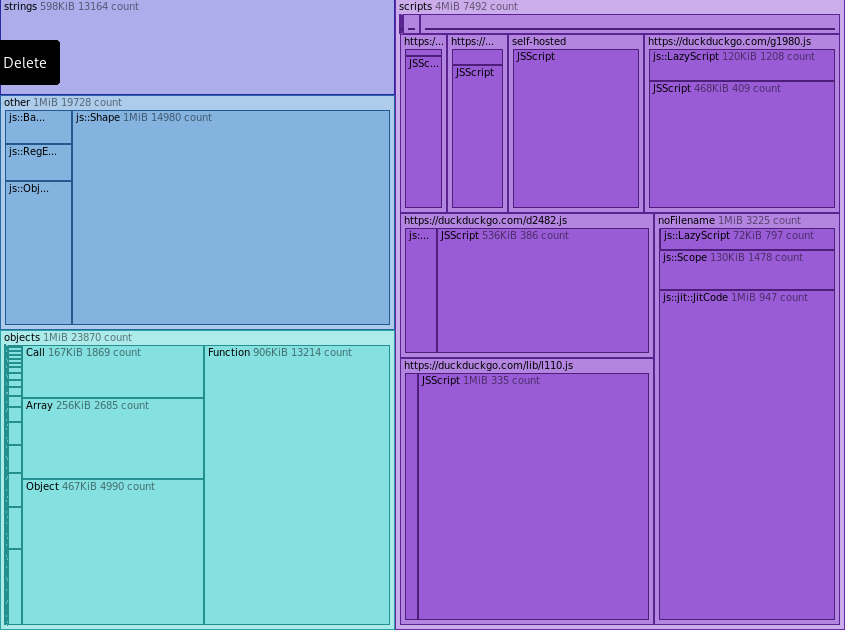 strings 598KiB 13164 count
Delete
other 1MiB 19728 count
js::Ba...
js::Shape 1MiB 14980 count
js::RegE...
js::Obj...
objects 1MiB 23870 count
Call 167KiB 1869 count
Function 906KiB 13214 count
Array 256KiB 2685 count
Object 467KiB 4990 count
scripts 4MiB 7492 count
https:/...
https://...
self-hosted
https://duckduckgo.com/g1980.js
JSSc...
JSScript
JSScript
js::LazyScript 120KiB 1208 count
JSScript 468KiB 409 count
https://duckduckgo.com/d2482.js
noFilename 1MiB 3225 count
js:...
JSScript 536KiB 386 count
js::LazyScript 72KiB 797 count
js::Scope 130KiB 1478 count
js::jit::JitCode 1MiB 947 count
https://duckduckgo.com/lib/l110.js
JSScript 1MiB 335 count